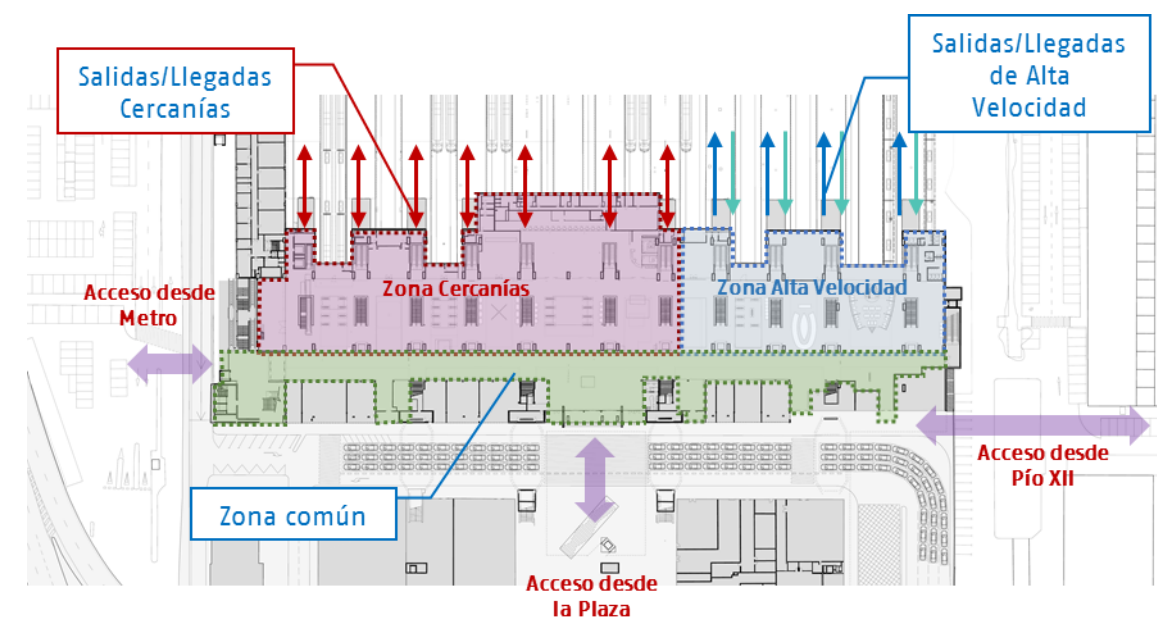 Salidas/Llegadas
Cercanías
Salidas/Llegadas
de Alta
Velocidad
Zona Cercanías
Zona Alta Velocidad
Acceso desde
Metro
Acceso desde
Pío XII
Zona común
Acceso desde
la Plaza